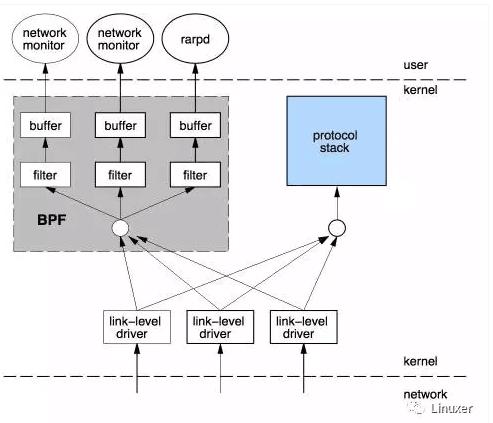 network
monitor
network
monitor
rarpd
user
kernel
buffer
buffer
buffer
protocol
stack
filter
filter
filter
BPF
link-level
driver
link-level
driver
link-level
driver
kernel
network
Linuxer